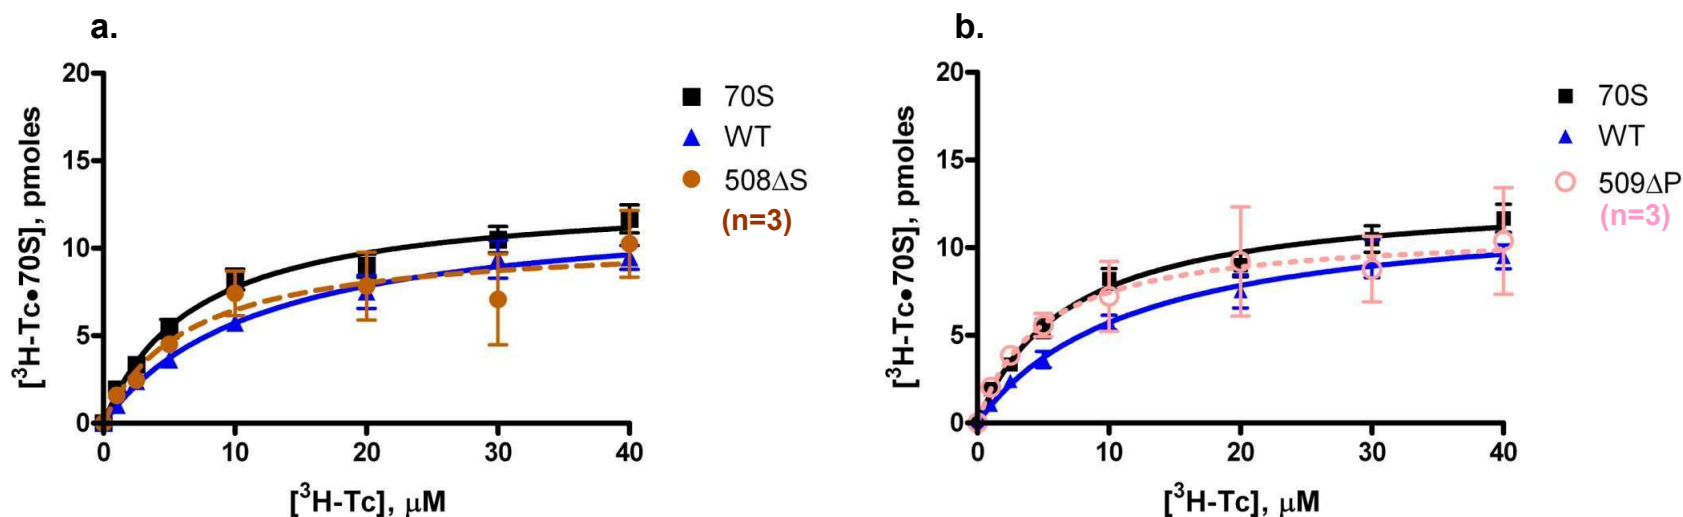 a.
[³H-Tc●70S], pmoles
20
15
10
5
0
0 10 20 30 40
[³H-Tc], μM
70S
WT
508ΔS
(n=3)
b.
[³H-Tc●70S], pmoles
20
15
10
5
0
0 10 20 30 40
[³H-Tc], μM
70S
WT
509ΔP
(n=3)